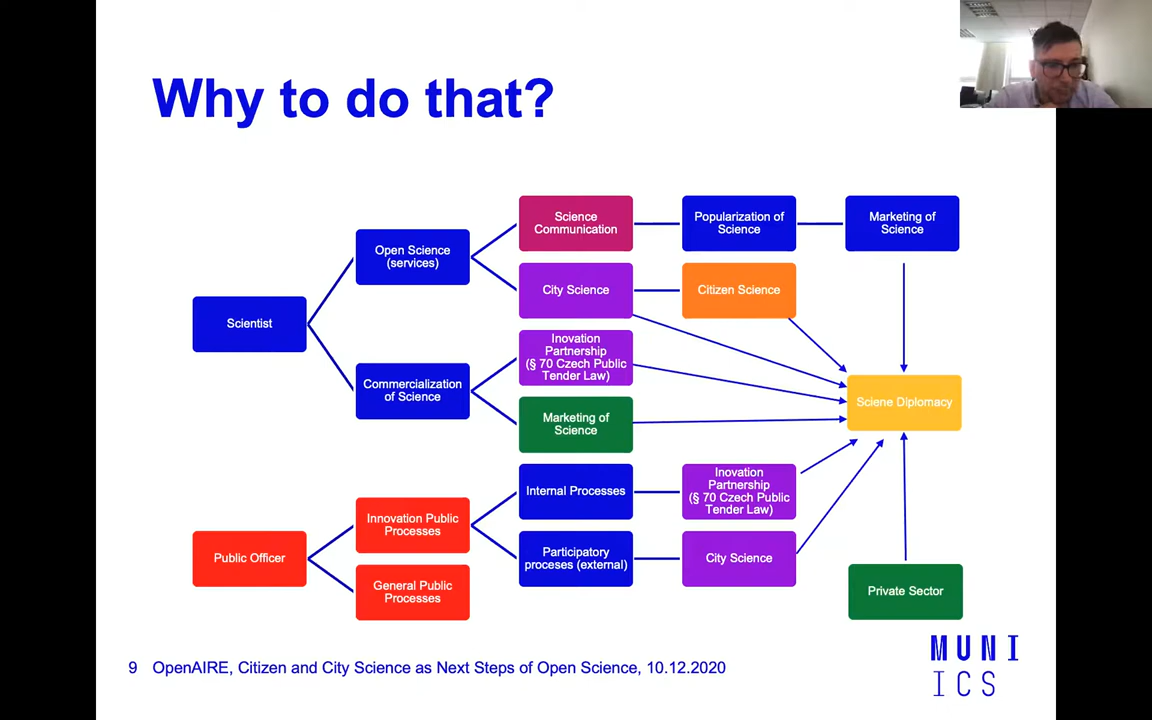 Why to do that?
Science
Communication
Popularization of
Science
Marketing of
Science
Open Science
(services)
City Science
Citizen Science
Scientist
Inovation
Partnership
(§ 70 Czech Public
Tender Law)
Commercialization
of Science
Sciene Diplomacy
Marketing of
Science
Internal Processes
Inovation
Partnership
(§ 70 Czech Public
Tender Law)
Innovation Public
Processes
Public Officer
Participatory
proceses (external)
City Science
General Public
Processes
Private Sector
9 OpenAIRE, Citizen and City Science as Next Steps of Open Science, 10.12.2020
MUNI
ICS